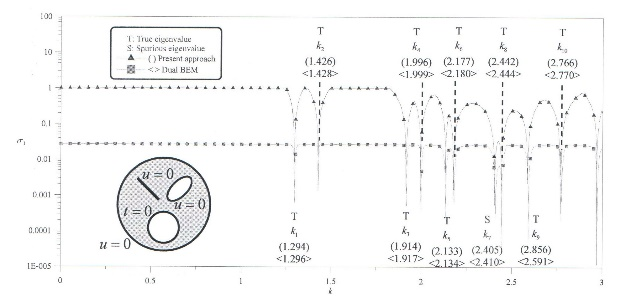 100
10
1
0.1
0.01
0.001
0.0001
1E-005
σ₁
T: True eigenvalue
S: Spurious eigenvalue
( ) Present approach
< > Dual BEM
T
k₂
(1.426)
<1.428>
T
k₄
(1.996)
<1.999>
T
(2.177)
<2.180>
T
k₈
(2.442)
<2.444>
T
k₁₀
(2.766)
<2.770>
u = 0
u = 0
t = 0
u = 0
T
k₁
(1.294)
<1.296>
T
k₃
(1.914)
<1.917>
T
k₅
(2.133)
<2.134>
S
k₇
(2.405)
<2.410>
T
k₉
(2.856)
<2.591>
0
0.5
1
1.5
2
2.5
3
k